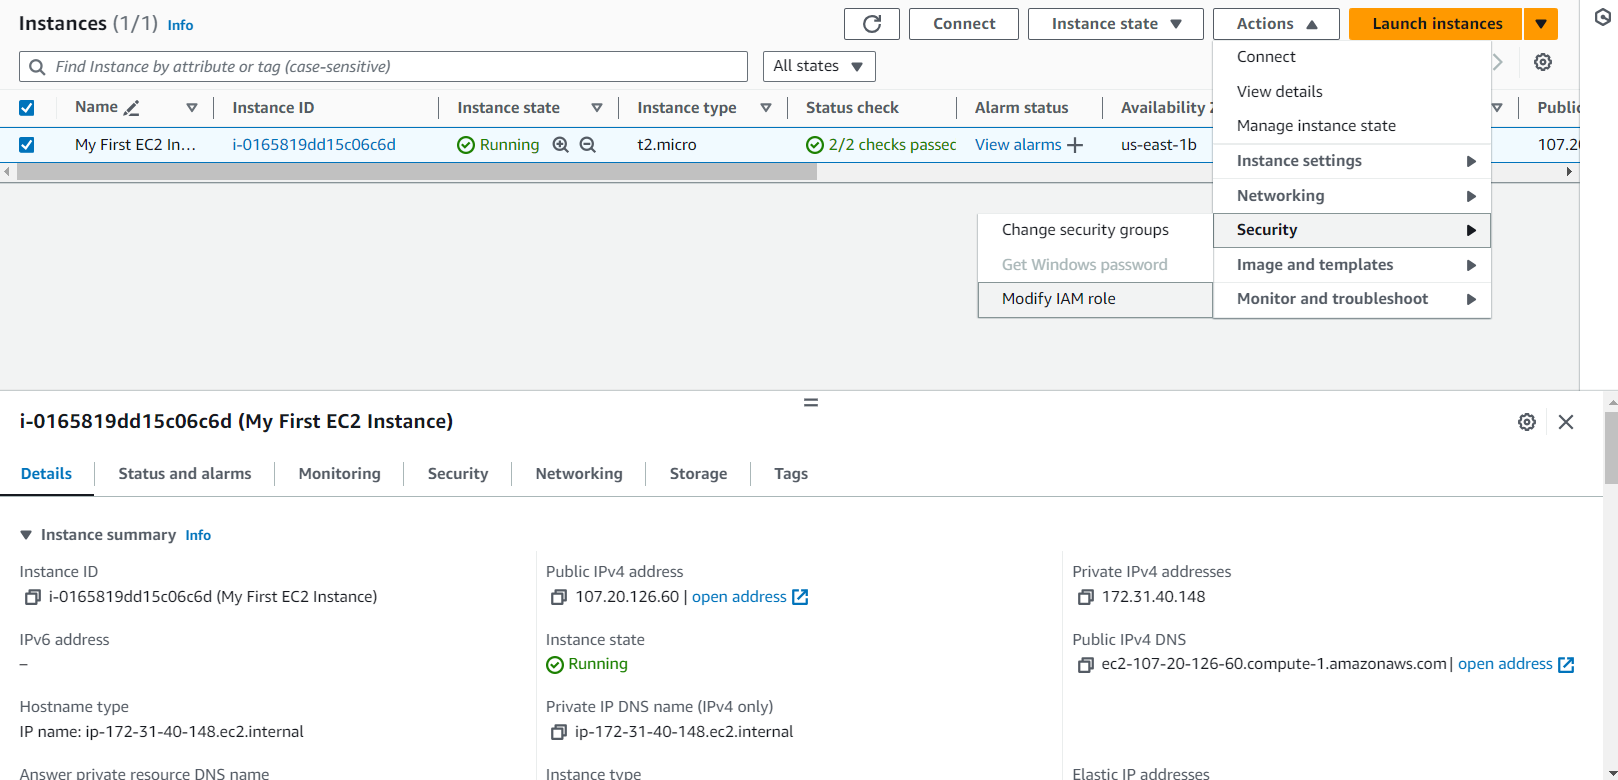 Instances (1/1) Info
Connect
Instance state
Actions
Launch instances
Find Instance by attribute or tag (case-sensitive)
All states
Name
Instance ID
Instance state
Instance type
Status check
Alarm status
Availability Z
Public
My First EC2 In...
i-0165819dd15c06c6d
Running
t2.micro
2/2 checks passec
View alarms
us-east-1b
107.20
Connect
View details
Manage instance state
Instance settings
Networking
Security
Image and templates
Monitor and troubleshoot
Change security groups
Get Windows password
Modify IAM role
i-0165819dd15c06c6d (My First EC2 Instance)
Details
Status and alarms
Monitoring
Security
Networking
Storage
Tags
Instance summary Info
Instance ID
i-0165819dd15c06c6d (My First EC2 Instance)
Public IPv4 address
107.20.126.60 | open address
Private IPv4 addresses
172.31.40.148
IPv6 address
–
Instance state
Running
Public IPv4 DNS
ec2-107-20-126-60.compute-1.amazonaws.com | open address
Hostname type
IP name: ip-172-31-40-148.ec2.internal
Private IP DNS name (IPv4 only)
ip-172-31-40-148.ec2.internal
Answer private resource DNS name
Instance type
Elastic IP addresses